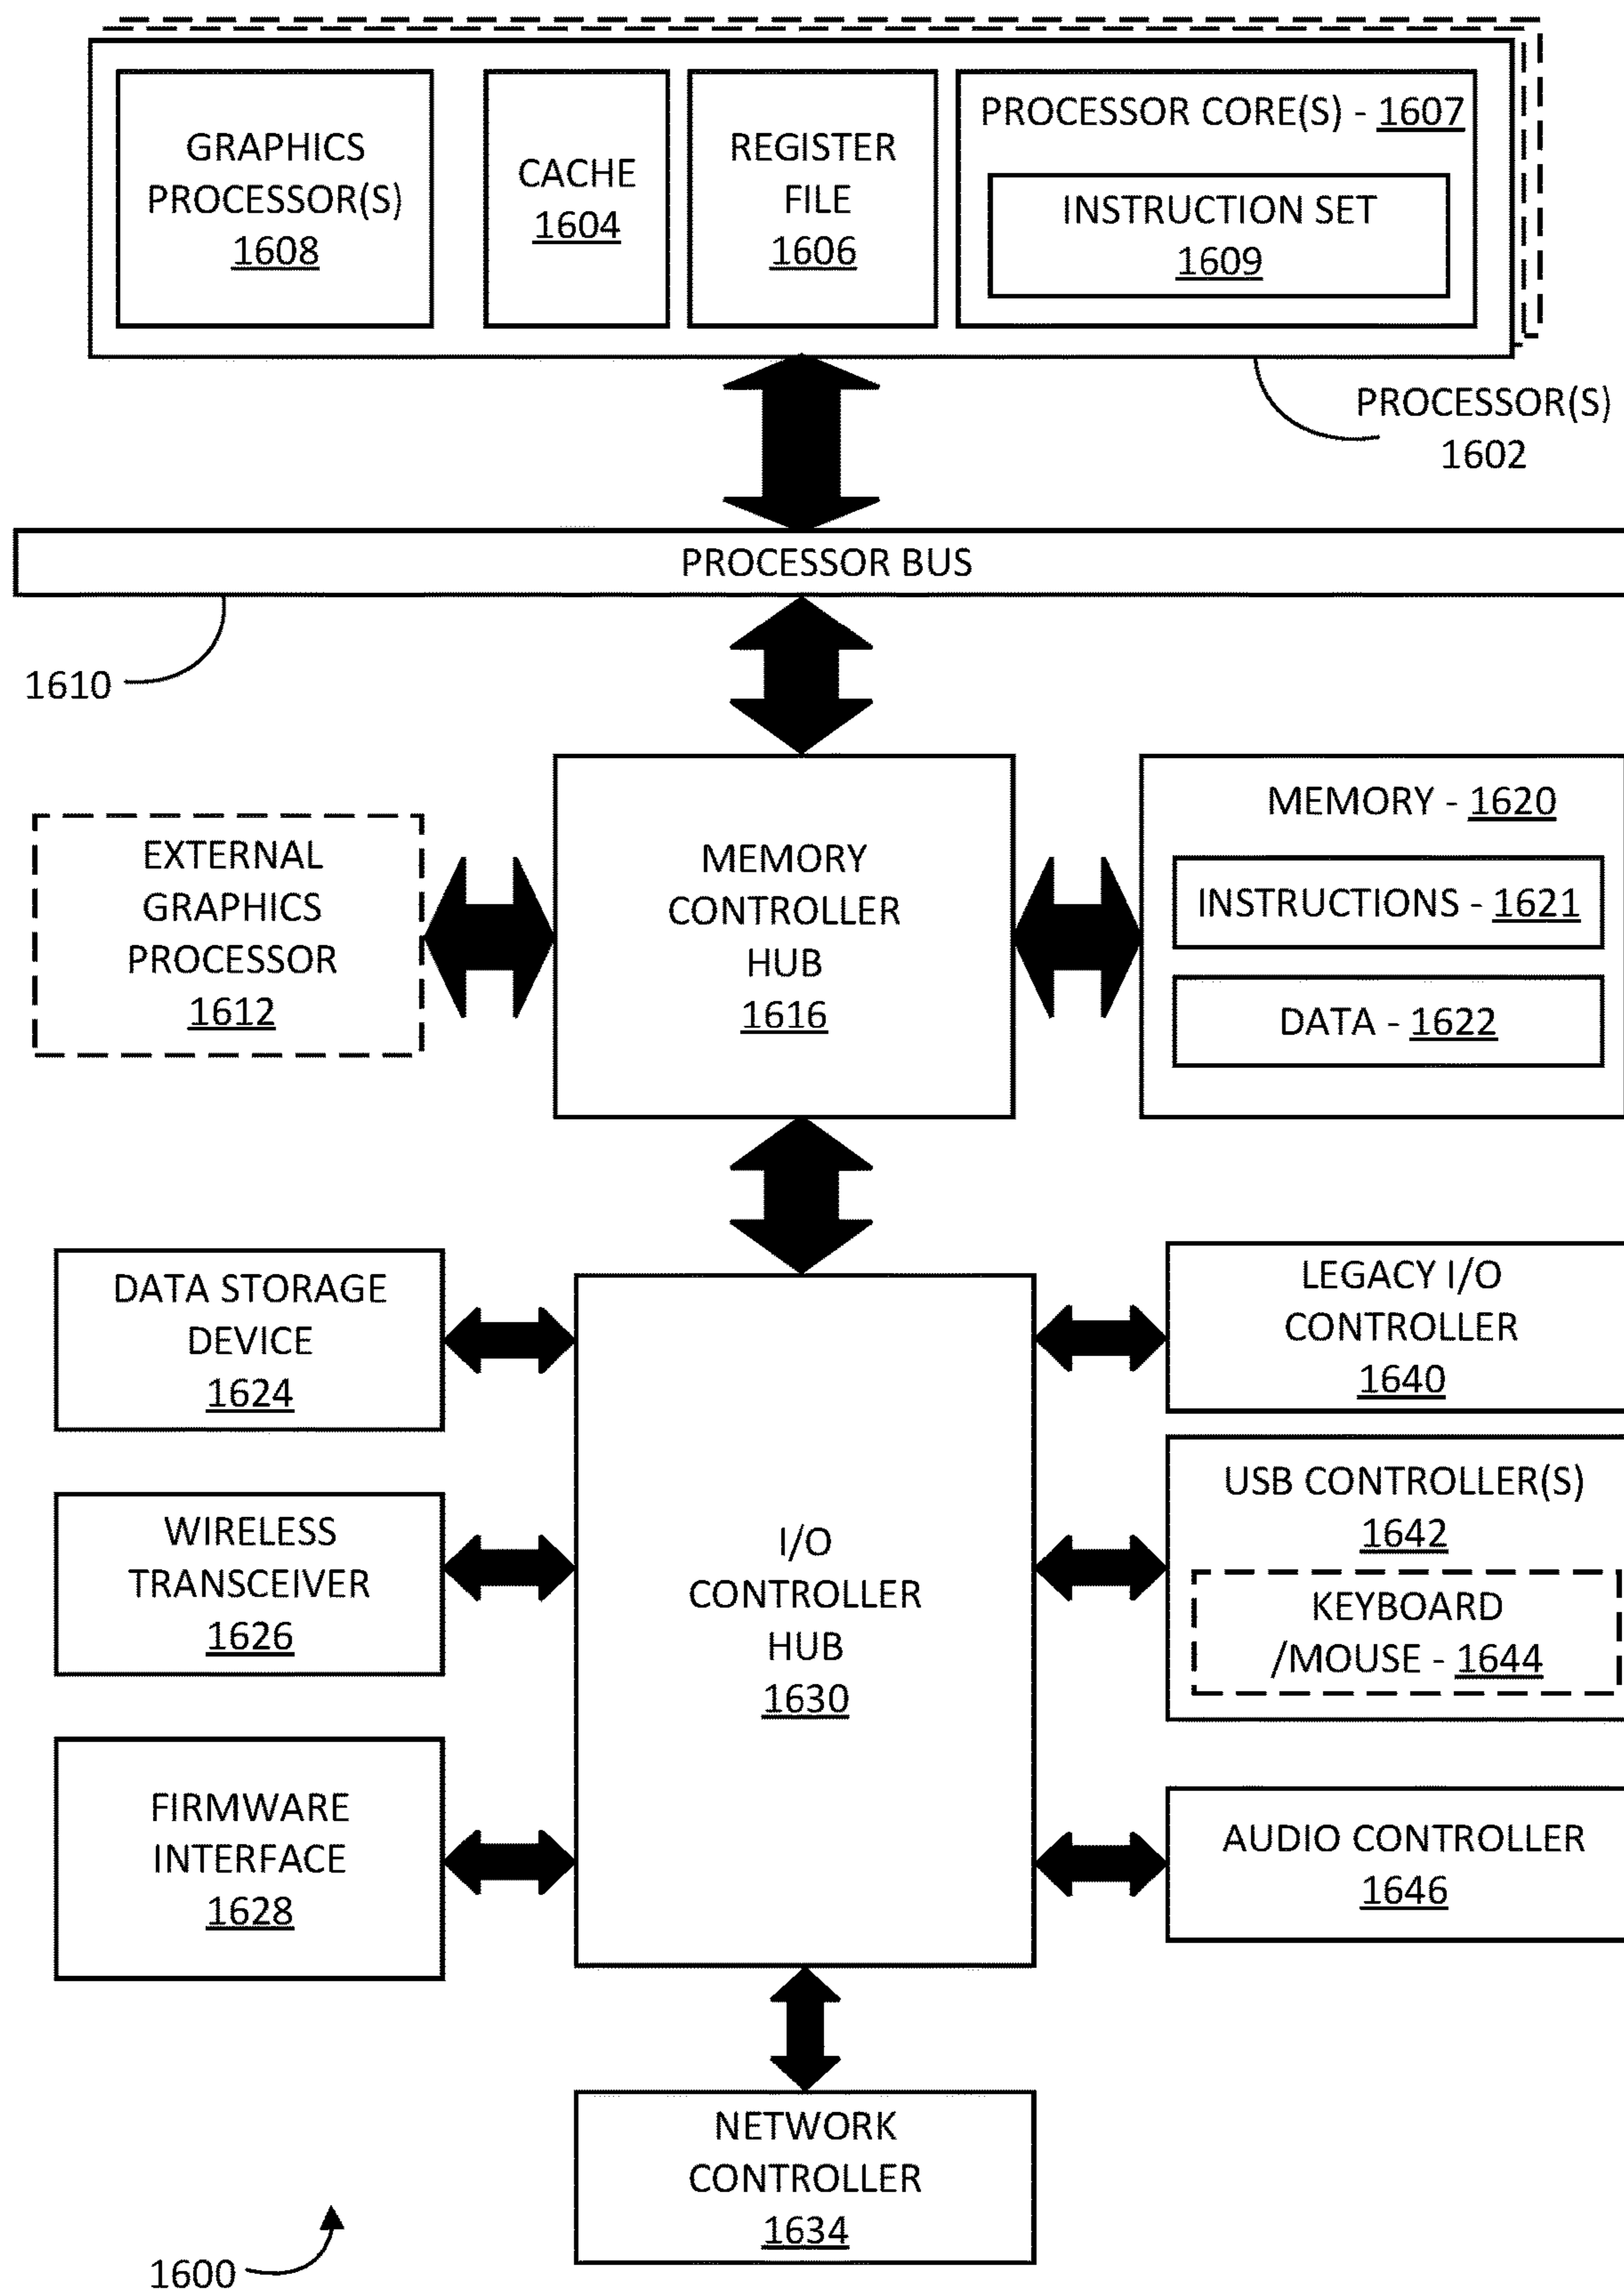 GRAPHICS
PROCESSOR(S)
1608
CACHE
1604
REGISTER
FILE
1606
PROCESSOR CORE(S) - 1607
INSTRUCTION SET
1609
PROCESSOR(S)
1602
PROCESSOR BUS
1610
EXTERNAL
GRAPHICS
PROCESSOR
1612
MEMORY
CONTROLLER
HUB
1616
MEMORY - 1620
INSTRUCTIONS - 1621
DATA - 1622
DATA STORAGE
DEVICE
1624
WIRELESS
TRANSCEIVER
1626
FIRMWARE
INTERFACE
1628
I/O
CONTROLLER
HUB
1630
LEGACY I/O
CONTROLLER
1640
USB CONTROLLER(S)
1642
KEYBOARD
/MOUSE - 1644
AUDIO CONTROLLER
1646
NETWORK
CONTROLLER
1634
1600